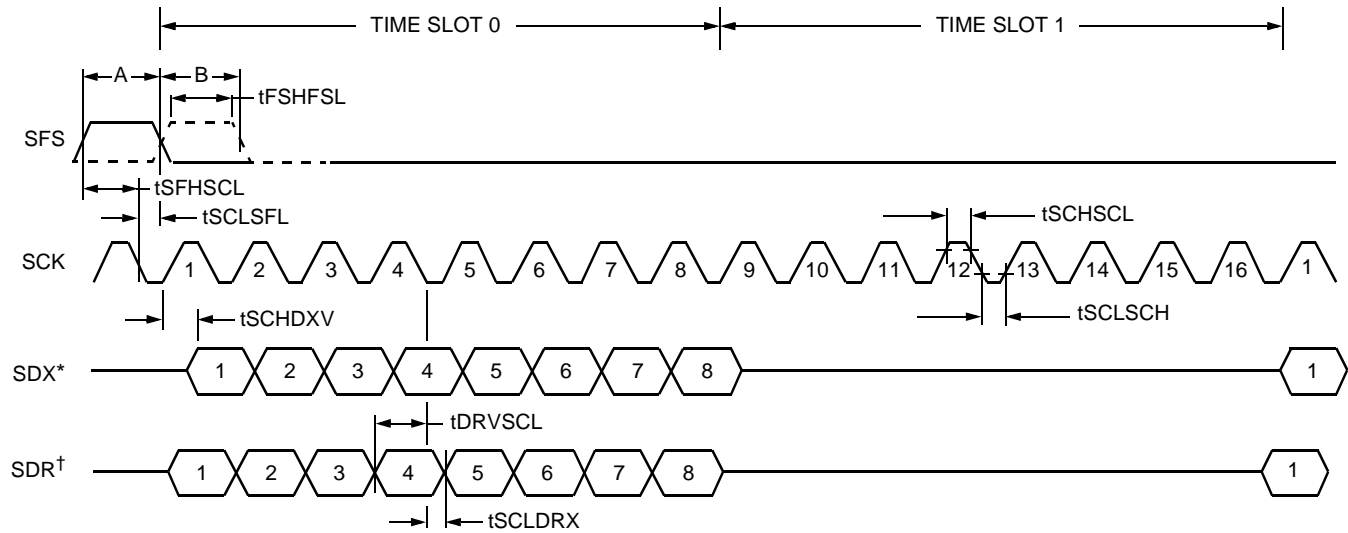 TIME SLOT 0 TIME SLOT 1
A B
tFSHFSL
SFS
tSFHSCL
tSCLSFL
tSCHSCL
SCK
1 2 3 4 5 6 7 8 9 10 11 12 13 14 15 16 1
tSCHDXV
tSCLSCH
SDX* 1 2 3 4 5 6 7 8 1
tDRVSCL
SDR† 1 2 3 4 5 6 7 8 1
tSCLDRX